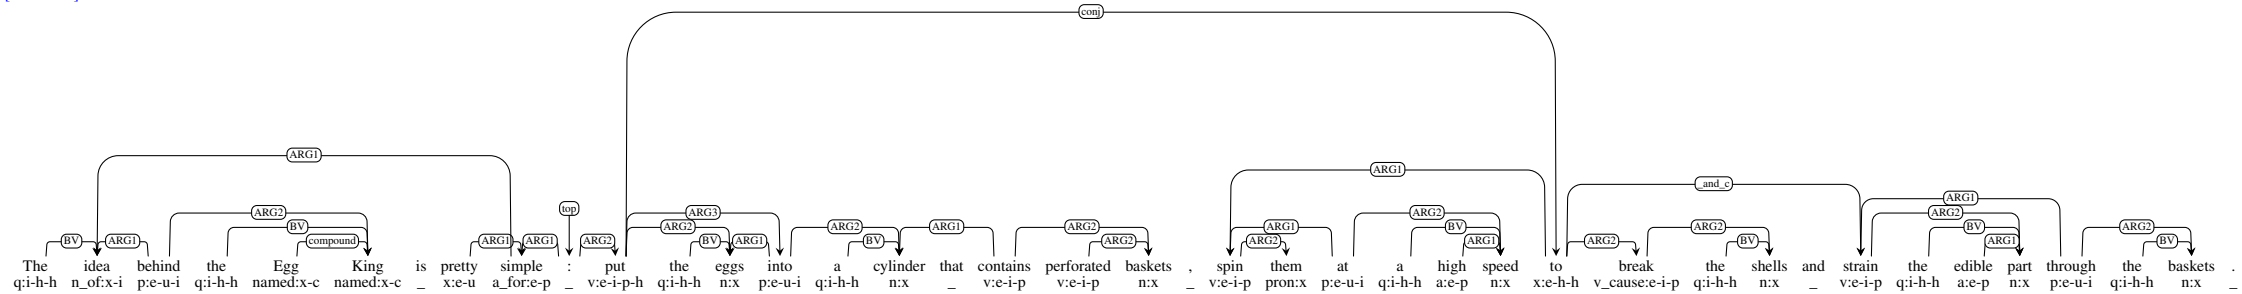 conj
ARG1
ARG1
_and_c
ARG1
top
ARG2 ARG3 ARG2 ARG2 ARG2
BV ARG2 ARG2 ARG1 ARG2 ARG1 BV ARG2 BV ARG2
BV ARG1 compound ARG1 ARG1 ARG2 BV ARG1 BV ARG2 ARG2 ARG1 ARG2 BV ARG1 BV
The idea behind the Egg King is pretty simple : put the eggs into a cylinder that contains perforated baskets , spin them at a high speed to break the shells and strain the edible part through the baskets .
q:i-h-h n_of:x-i p:e-u-i q:i-h-h named:x-c named:x-c _ x:e-u a_for:e-p _ v:e-i-p-h q:i-h-h n:x p:e-u-i q:i-h-h n:x _ v:e-i-p v:e-i-p n:x _ v:e-i-p pron:x p:e-u-i q:i-h-h a:e-p n:x x:e-h-h v_cause:e-i-p q:i-h-h n:x _ v:e-i-p q:i-h-h a:e-p n:x p:e-u-i q:i-h-h n:x _